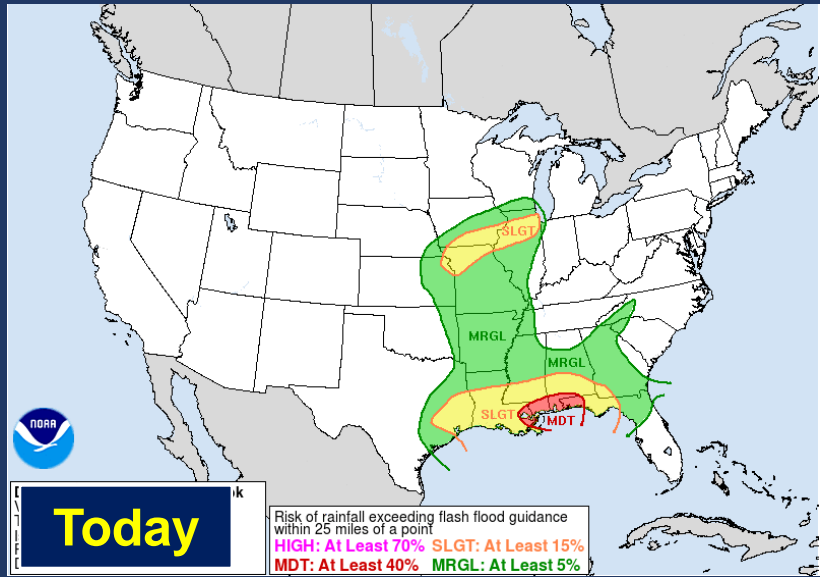 SLGT
MRGL
MRGL
SLGT
MDT
NOAA
Today
Risk of rainfall exceeding flash flood guidance
within 25 miles of a point
HIGH: At Least 70% SLGT: At Least 15%
MDT: At Least 40% MRGL: At Least 5%